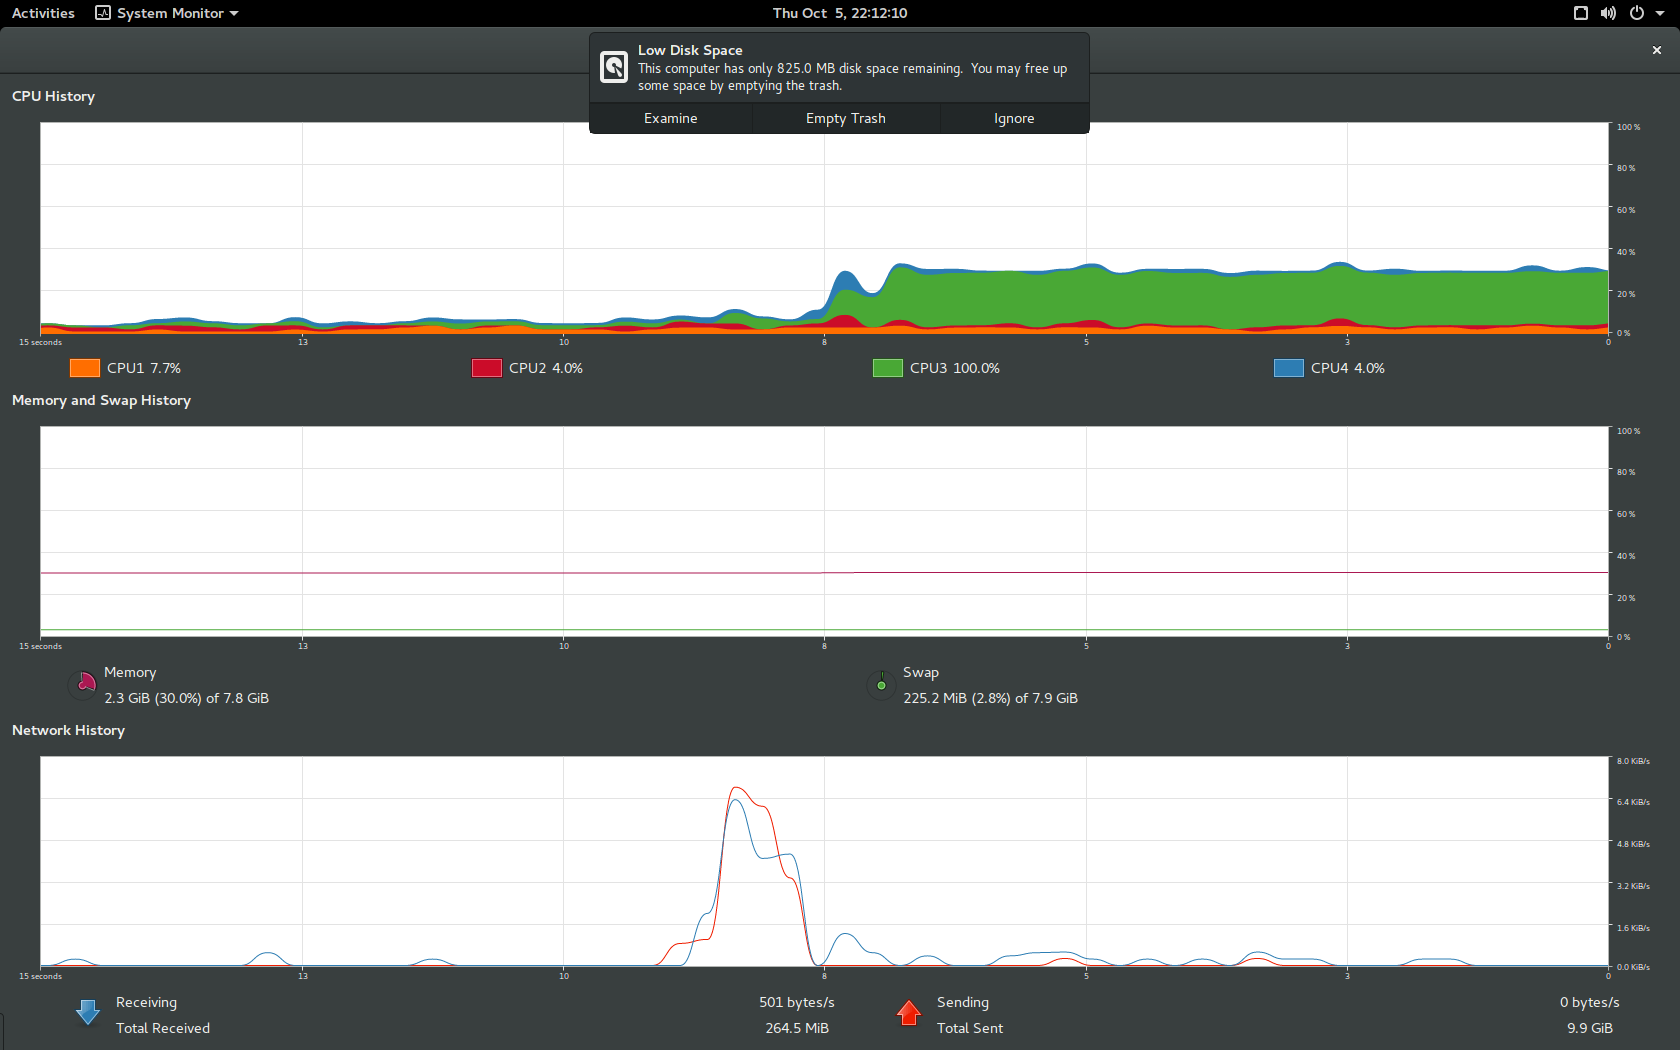 Activities System Monitor Thu Oct 5, 22:12:10
Low Disk Space
This computer has only 825.0 MB disk space remaining. You may free up
some space by emptying the trash.
Examine Empty Trash Ignore
CPU History
100 %
80 %
60 %
40 %
20 %
0 %
15 seconds 13 10 8 5 3 0
CPU1 7.7% CPU2 4.0% CPU3 100.0% CPU4 4.0%
Memory and Swap History
100 %
80 %
60 %
40 %
20 %
0 %
15 seconds 13 10 8 5 3 0
Memory Swap
2.3 GiB (30.0%) of 7.8 GiB 225.2 MiB (2.8%) of 7.9 GiB
Network History
8.0 KiB/s
6.4 KiB/s
4.8 KiB/s
3.2 KiB/s
1.6 KiB/s
0.0 KiB/s
15 seconds 13 10 8 5 3 0
Receiving 501 bytes/s Sending 0 bytes/s
Total Received 264.5 MiB Total Sent 9.9 GiB